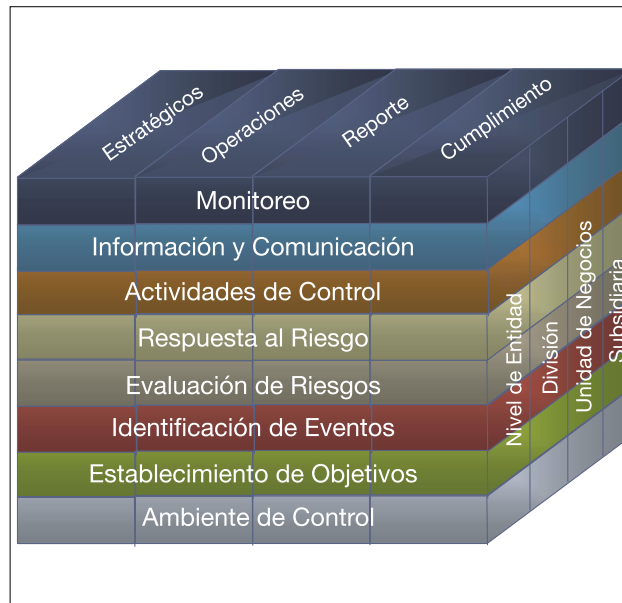 Estratégicos
Operaciones
Reporte
Cumplimiento
Monitoreo
Información y Comunicación
Actividades de Control
Respuesta al Riesgo
Evaluación de Riesgos
Identificación de Eventos
Establecimiento de Objetivos
Ambiente de Control
Nivel de Entidad
División
Unidad de Negocios
Subsidiaria